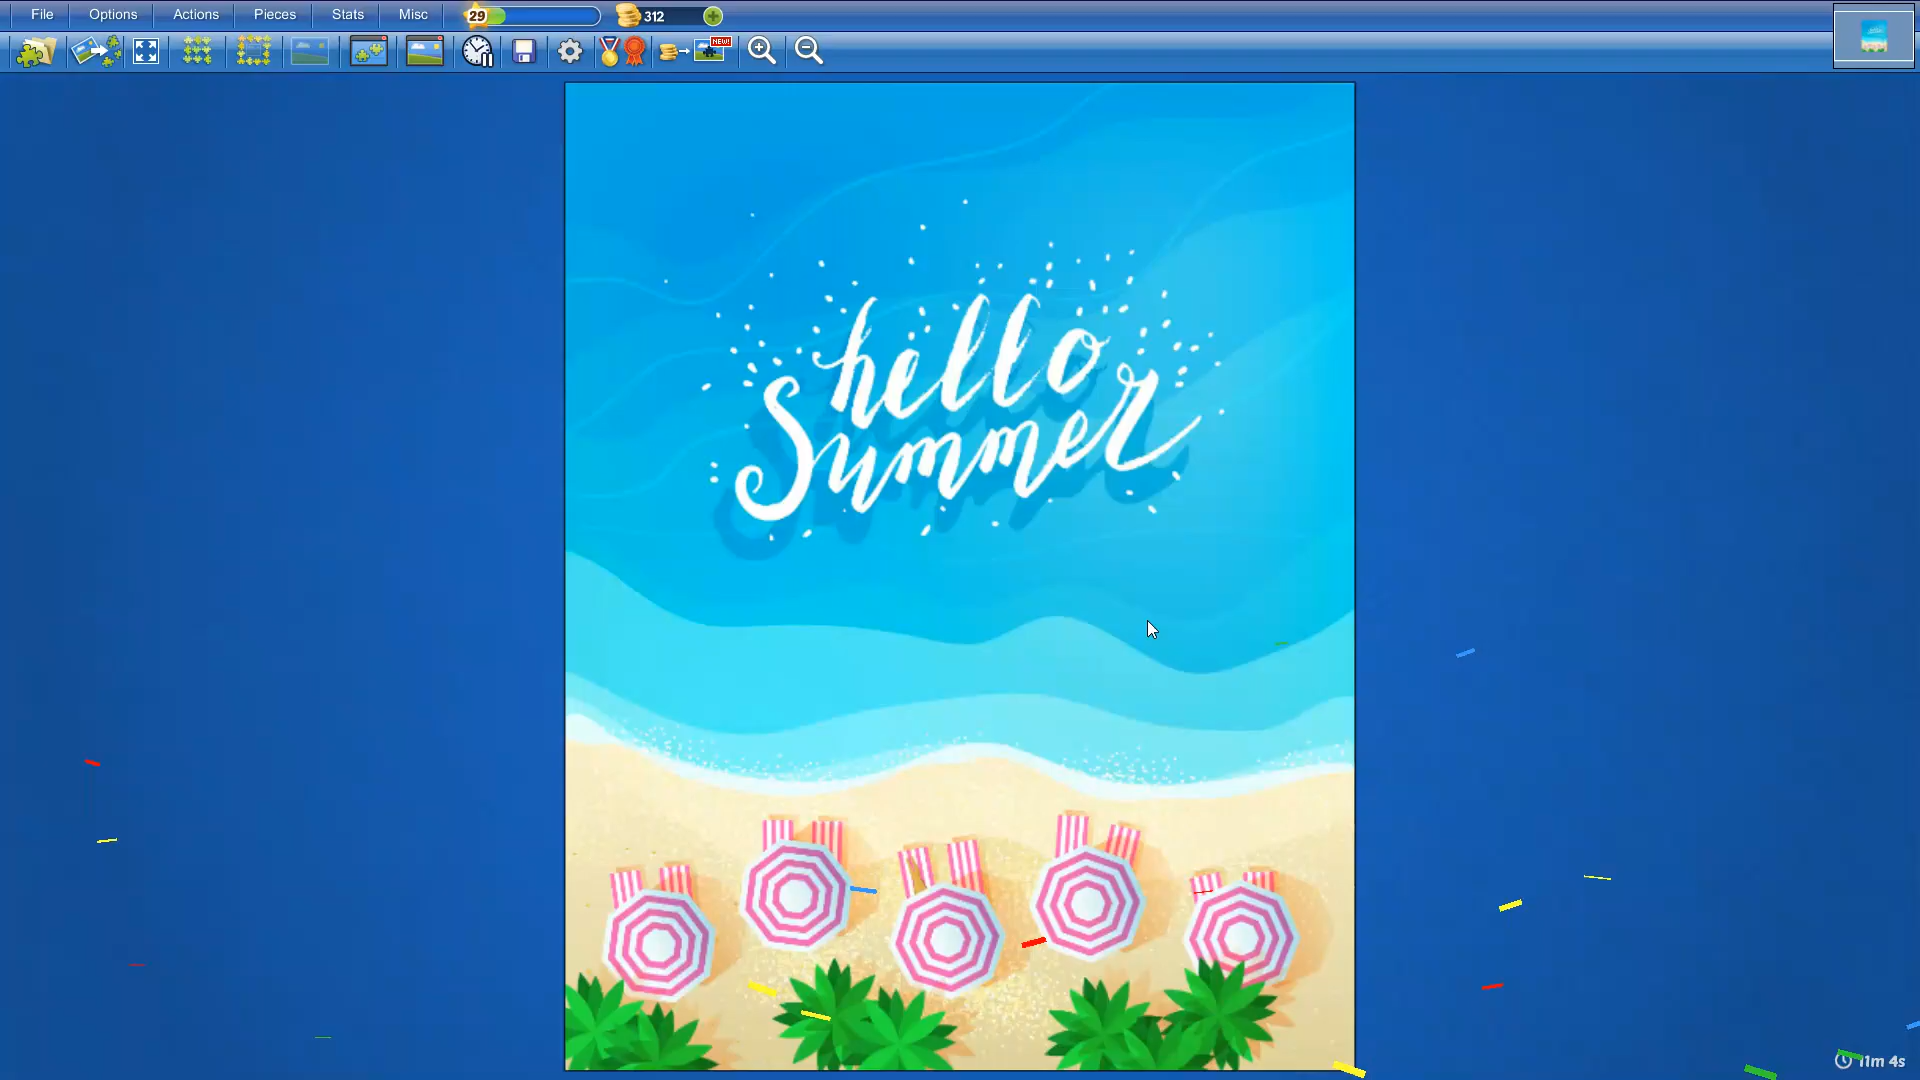 File Options Actions Pieces Stats Misc 29 312
NEW!
hello
Summer
11m 4s